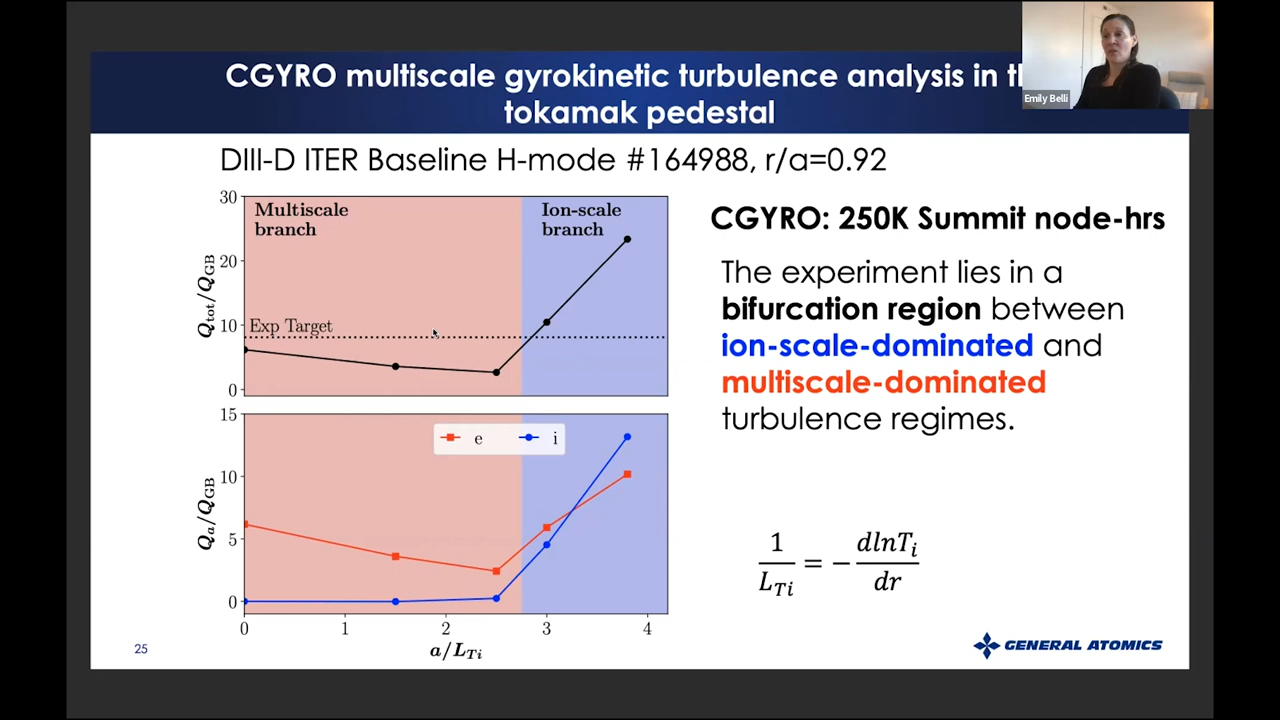 CGYRO multiscale gyrokinetic turbulence analysis in
tokamak pedestal
Emily Belli
DIII-D ITER Baseline H-mode #164988, r/a=0.92
30
20
10
0
Q_tot/Q_GB
Multiscale
branch
Ion-scale
branch
Exp Target
15
10
5
0
Q_a/Q_GB
e
i
0
1
2
3
4
a/L_Ti
CGYRO: 250K Summit node-hrs
The experiment lies in a
bifurcation region between
ion-scale-dominated and
multiscale-dominated
turbulence regimes.
1/L_Ti = − dlnT_i/dr
25
GENERAL ATOMICS